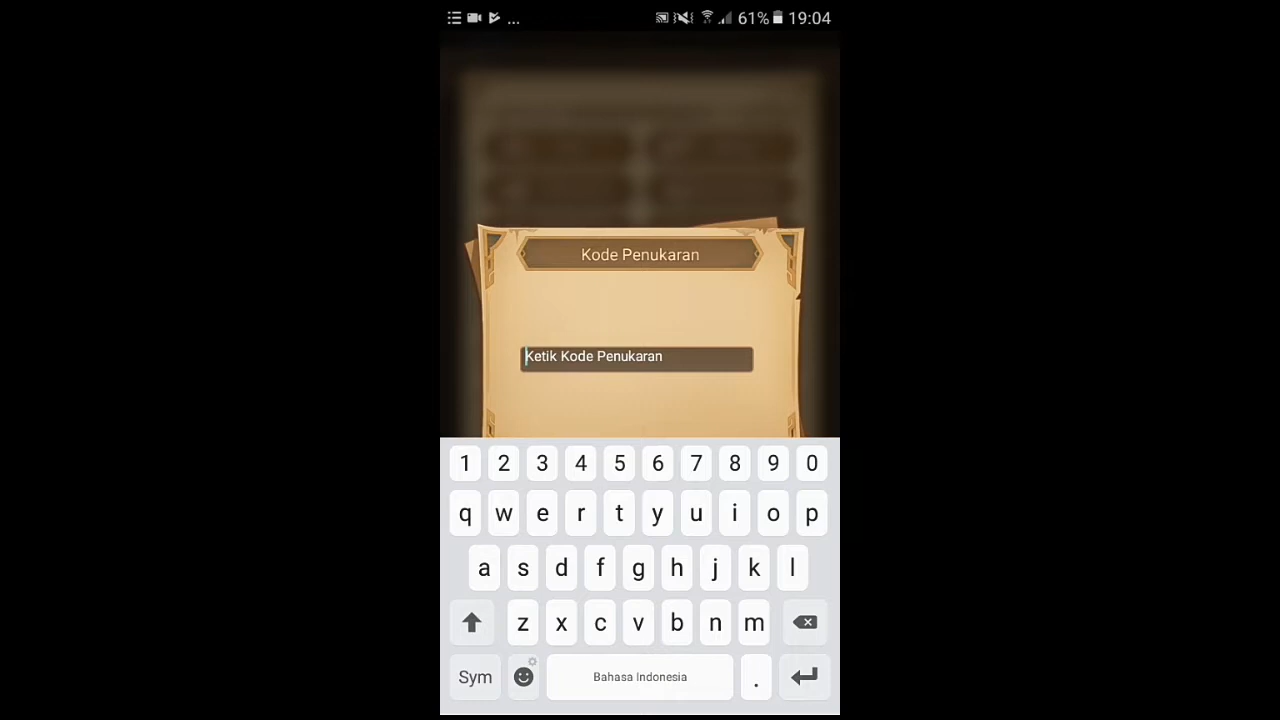 ... 61% 19:04
Kode Penukaran
Ketik Kode Penukaran
1 2 3 4 5 6 7 8 9 0
q w e r t y u i o p
a s d f g h j k l
z x c v b n m
Sym Bahasa Indonesia .